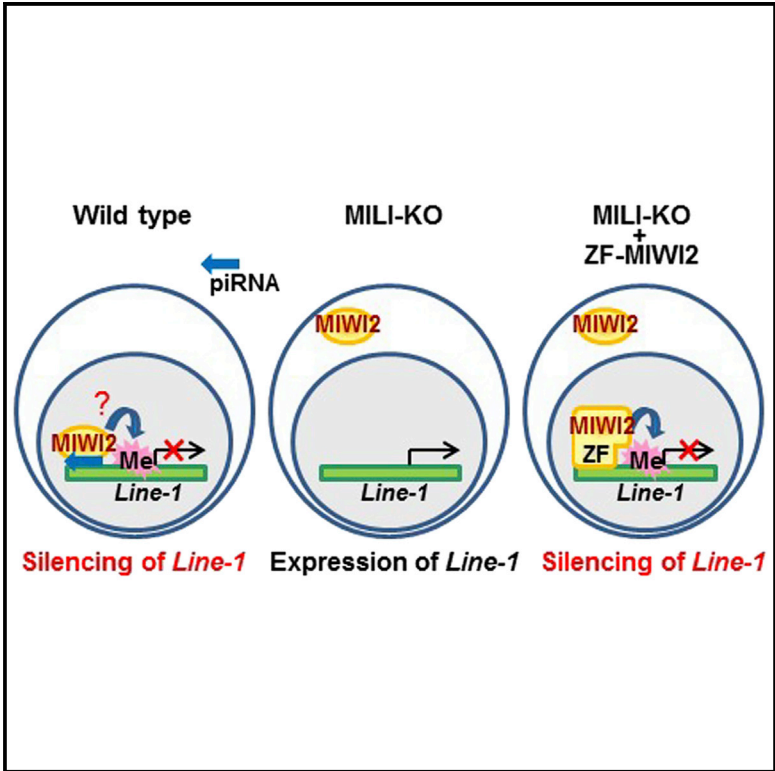 Wild type
piRNA
?
MIWI2
Me
Line-1
Silencing of Line-1
MILI-KO
MIWI2
Line-1
Expression of Line-1
MILI-KO
+
ZF-MIWI2
MIWI2
MIWI2
ZF
Me
Line-1
Silencing of Line-1